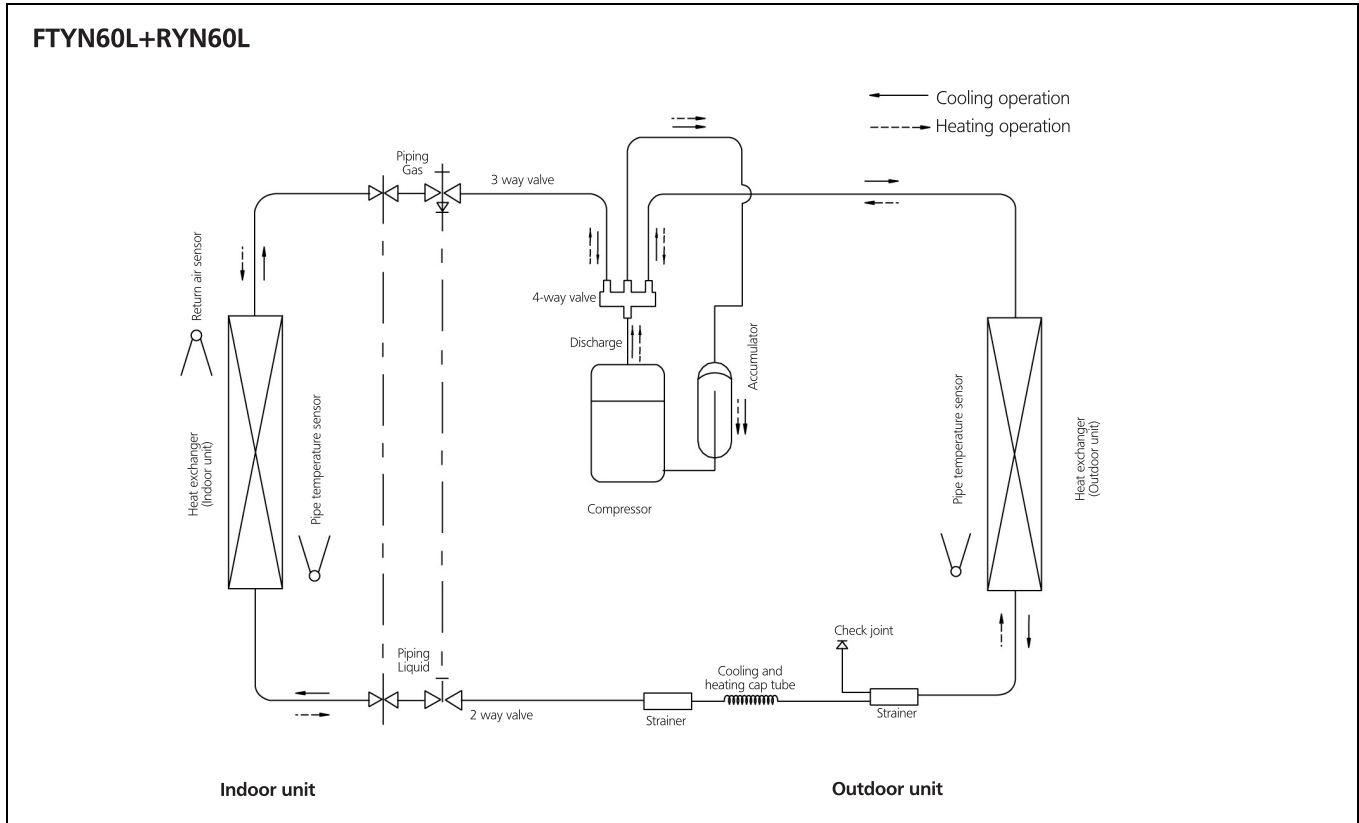 FTYN60L+RYN60L
Cooling operation
Heating operation
Piping
Gas
3 way valve
Return air sensor
4-way valve
Discharge
Accumulator
Heat exchanger
(Indoor unit)
Pipe temperature sensor
Pipe temperature sensor
Heat exchanger
(Outdoor unit)
Compressor
Check joint
Piping
Liquid
Cooling and
heating cap tube
2 way valve
Strainer
Strainer
Indoor unit
Outdoor unit